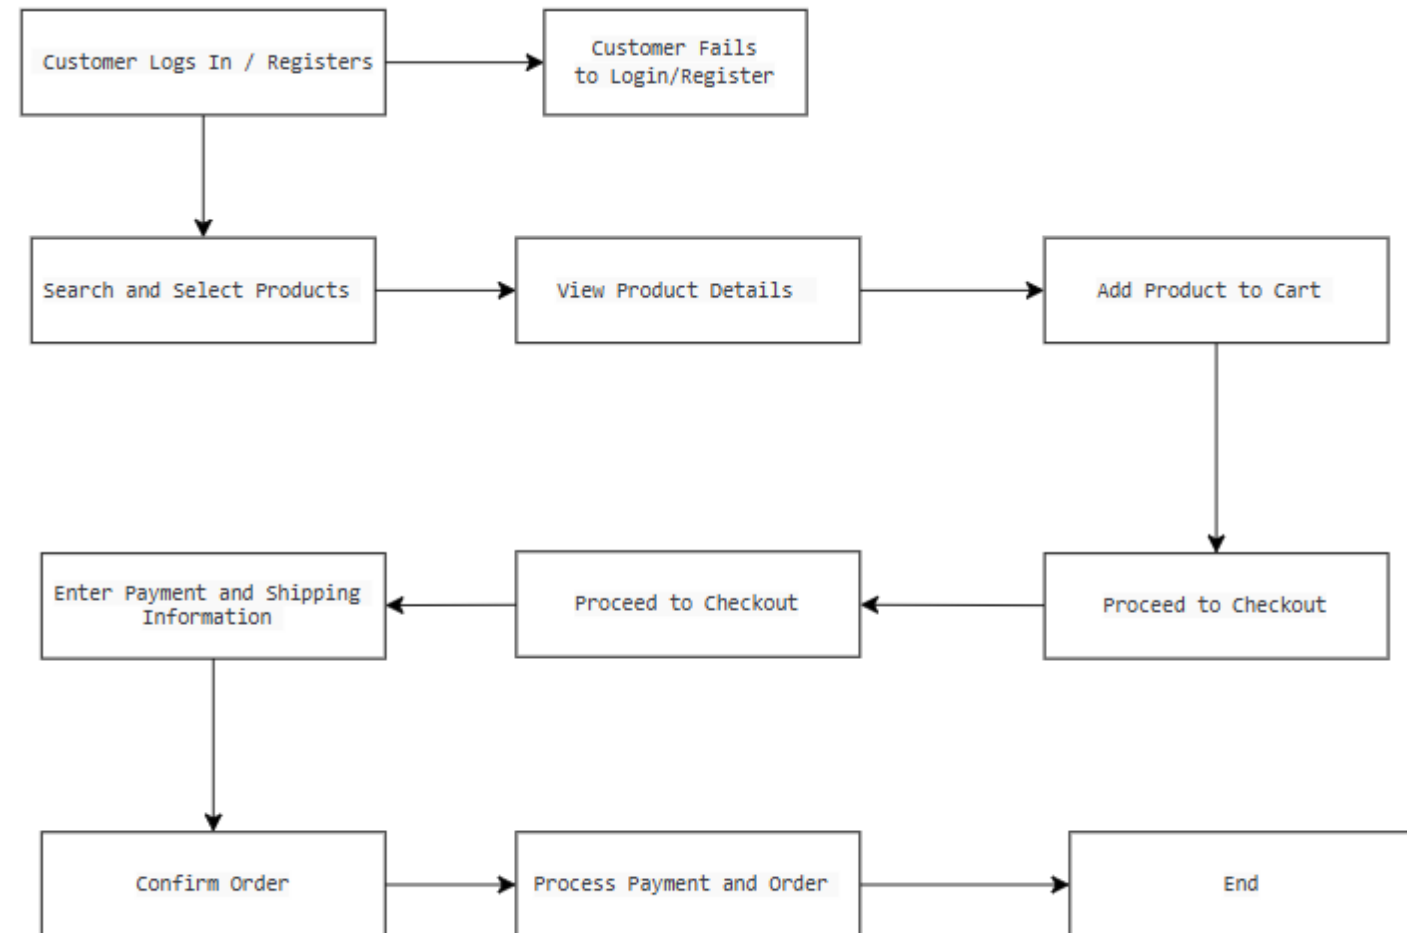 Customer Logs In / Registers
Customer Fails
to Login/Register
Search and Select Products
View Product Details
Add Product to Cart
Enter Payment and Shipping
Information
Proceed to Checkout
Proceed to Checkout
Confirm Order
Process Payment and Order
End